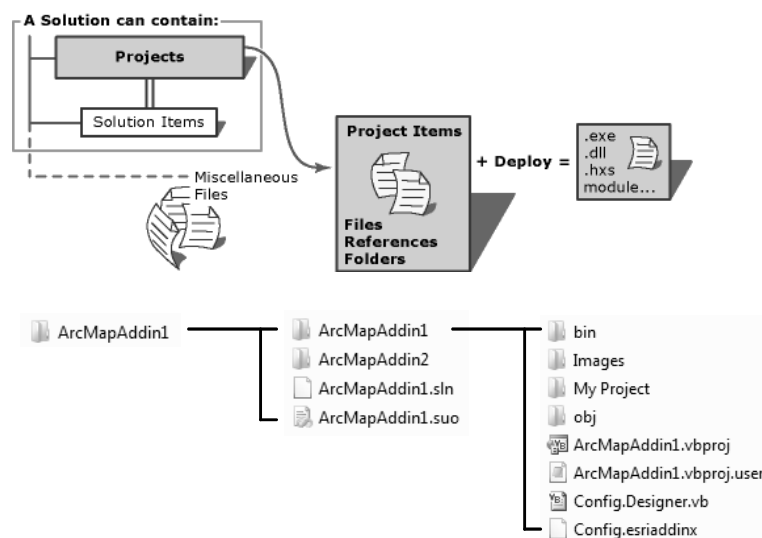 A Solution can contain:
Projects
Solution Items
Miscellaneous
Files
Project Items
Files
References
Folders
+ Deploy =
.exe
.dll
.hxs
module...
ArcMapAddin1
ArcMapAddin1
ArcMapAddin2
ArcMapAddin1.sln
ArcMapAddin1.suo
bin
Images
My Project
obj
ArcMapAddin1.vbproj
ArcMapAddin1.vbproj.user
Config.Designer.vb
Config.esriaddinx